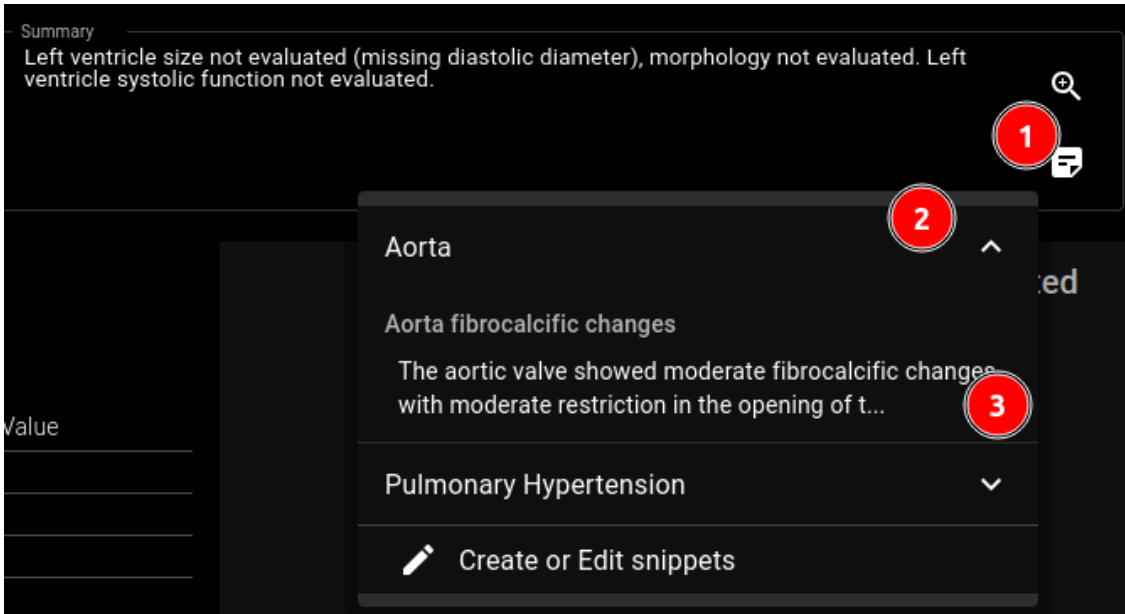 Summary
Left ventricle size not evaluated (missing diastolic diameter), morphology not evaluated. Left
ventricle systolic function not evaluated.
1
2
Aorta
ted
Aorta fibrocalcific changes
The aortic valve showed moderate fibrocalcific changes
with moderate restriction in the opening of t...
3
Value
Pulmonary Hypertension
Create or Edit snippets